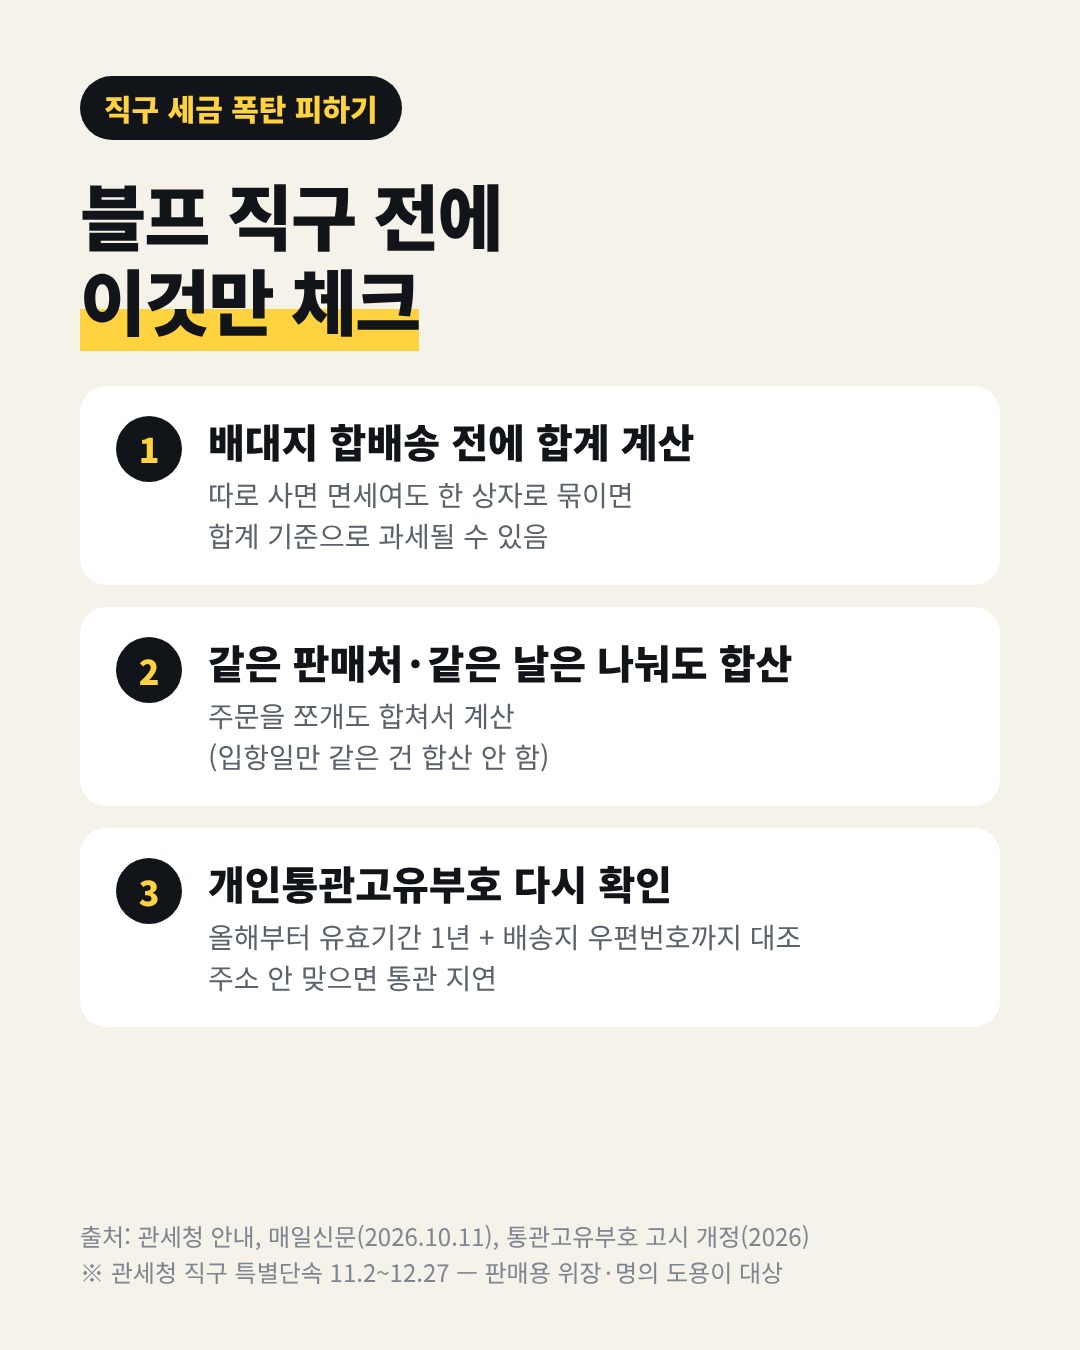 직구 세금 폭탄 피하기
블프 직구 전에
이것만 체크
1
배대지 합배송 전에 합계 계산
따로 사면 면세여도 한 상자로 묶이면
합계 기준으로 과세될 수 있음
2
같은 판매처·같은 날은 나눠도 합산
주문을 쪼개도 합쳐서 계산
(입항일만 같은 건 합산 안 함)
3
개인통관고유부호 다시 확인
올해부터 유효기간 1년 + 배송지 우편번호까지 대조
주소 안 맞으면 통관 지연
출처: 관세청 안내, 매일신문(2026.10.11), 통관고유부호 고시 개정(2026)
※ 관세청 직구 특별단속 11.2~12.27 — 판매용 위장·명의 도용이 대상